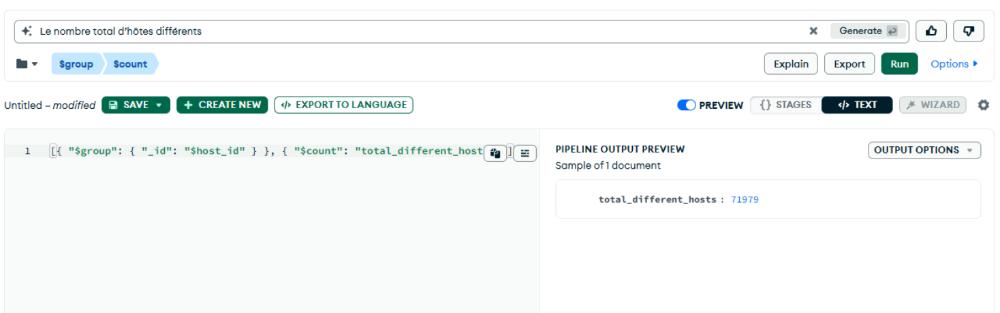 Le nombre total d'hôtes différents
Generate
$group $count
Explain Export Run Options
Untitled – modified SAVE + CREATE NEW </> EXPORT TO LANGUAGE
PREVIEW {} STAGES </> TEXT WIZARD
1 [{ "$group": { "_id": "$host_id" } }, { "$count": "total_different_host ]
PIPELINE OUTPUT PREVIEW
OUTPUT OPTIONS
Sample of 1 document
total_different_hosts : 71979